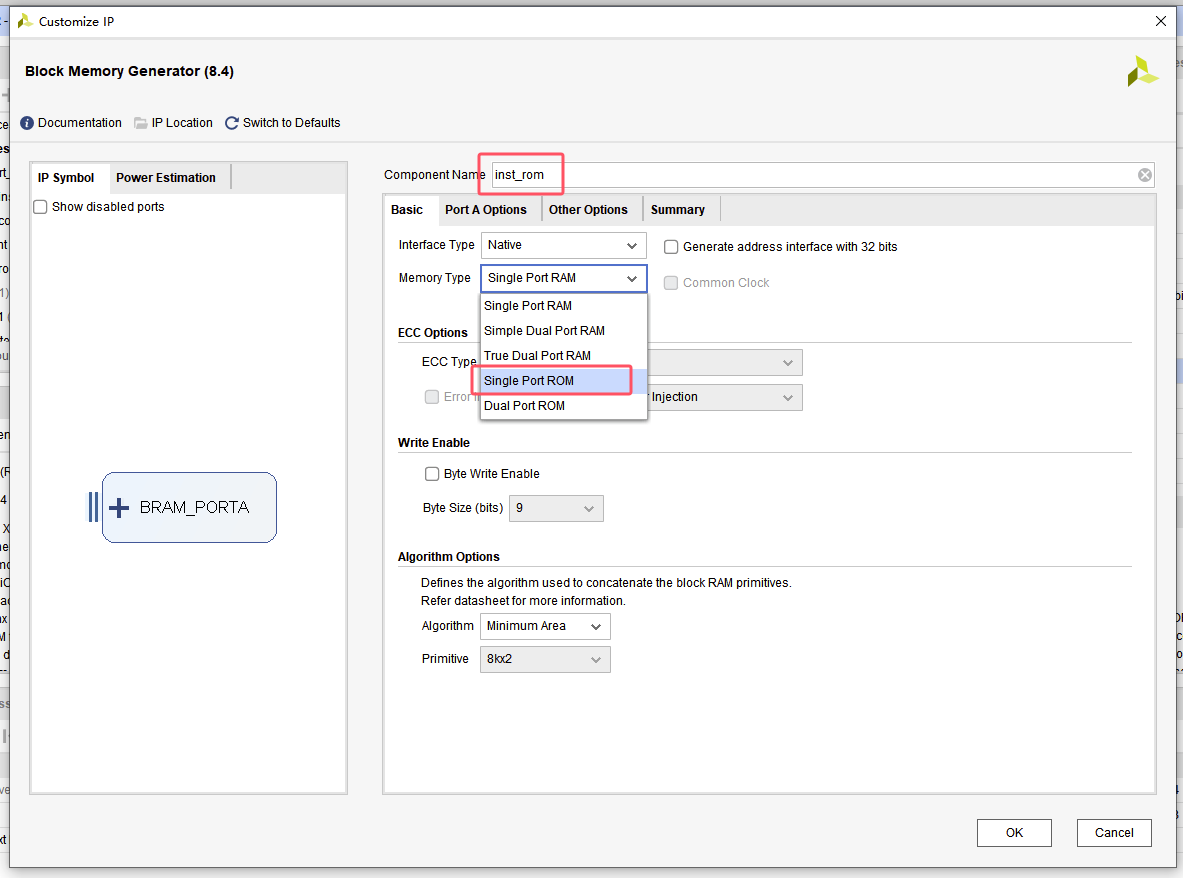 Customize IP
Block Memory Generator (8.4)
Documentation IP Location Switch to Defaults
IP Symbol Power Estimation
Show disabled ports
BRAM_PORTA
Component Name inst_rom
Basic Port A Options Other Options Summary
Interface Type Native Generate address interface with 32 bits
Memory Type Single Port RAM Common Clock
Single Port RAM
Simple Dual Port RAM
True Dual Port RAM
Single Port ROM
Dual Port ROM
ECC Options
ECC Type
Error Injection
Write Enable
Byte Write Enable
Byte Size (bits) 9
Algorithm Options
Defines the algorithm used to concatenate the block RAM primitives.
Refer datasheet for more information.
Algorithm Minimum Area
Primitive 8kx2
OK Cancel